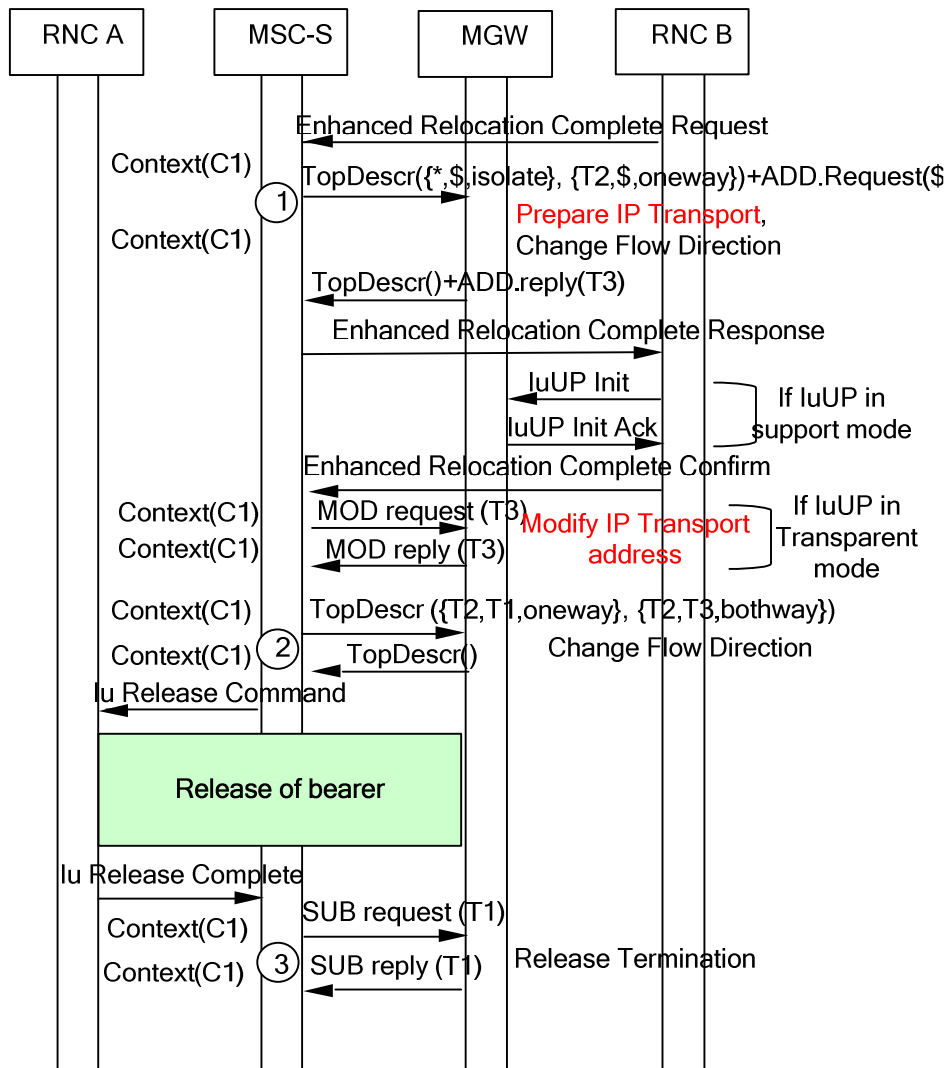 RNC A
MSC-S
MGW
RNC B
Enhanced Relocation Complete Request
Context(C1)
TopDescr({*,$,isolate}, {T2,$,oneway})+ADD.Request($
1
Prepare IP Transport,
Change Flow Direction
Context(C1)
TopDescr()+ADD.reply(T3)
Enhanced Relocation Complete Response
IuUP Init
IuUP Init Ack
If IuUP in
support mode
Enhanced Relocation Complete Confirm
Context(C1)
MOD request (T3)
Context(C1)
MOD reply (T3)
Modify IP Transport
address
If IuUP in
Transparent
mode
Context(C1)
TopDescr ({T2,T1,oneway}, {T2,T3,bothway})
2
Context(C1)
TopDescr()
Change Flow Direction
Iu Release Command
Release of bearer
Iu Release Complete
Context(C1)
SUB request (T1)
3
Context(C1)
SUB reply (T1)
Release Termination